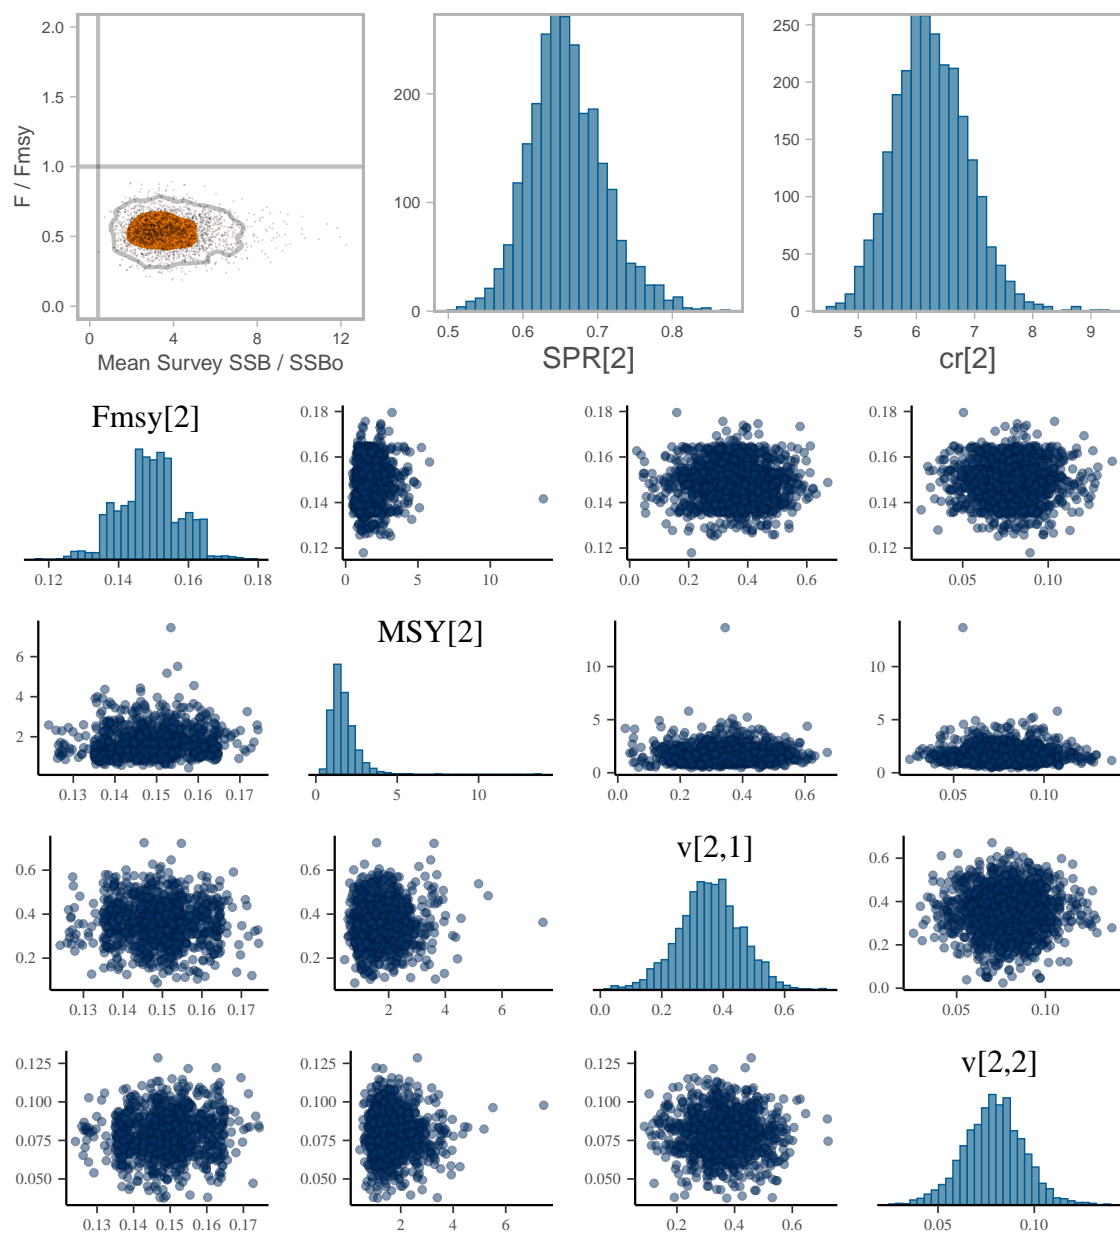 2.0
1.5
1.0
0.5
0.0
F / Fmsy
0 4 8 12
Mean Survey SSB / SSBo
200
100
0
0.5 0.6 0.7 0.8
SPR[2]
250
200
150
100
50
0
5 6 7 8 9
cr[2]
Fmsy[2]
0.12 0.14 0.16 0.18
0.18
0.16
0.14
0.12
0 5 10
0.18
0.16
0.14
0.12
0.0 0.2 0.4 0.6
0.18
0.16
0.14
0.12
0.05 0.10
6
4
2
0.13 0.14 0.15 0.16 0.17
MSY[2]
0 5 10
10
5
0
0.0 0.2 0.4 0.6
10
5
0
0.05 0.10
0.6
0.4
0.2
0.13 0.14 0.15 0.16 0.17
0.6
0.4
0.2
2 4 6
v[2,1]
0.0 0.2 0.4 0.6
0.6
0.4
0.2
0.0
0.05 0.10
0.125
0.100
0.075
0.050
0.13 0.14 0.15 0.16 0.17
0.125
0.100
0.075
0.050
2 4 6
0.125
0.100
0.075
0.050
0.2 0.4 0.6
v[2,2]
0.05 0.10